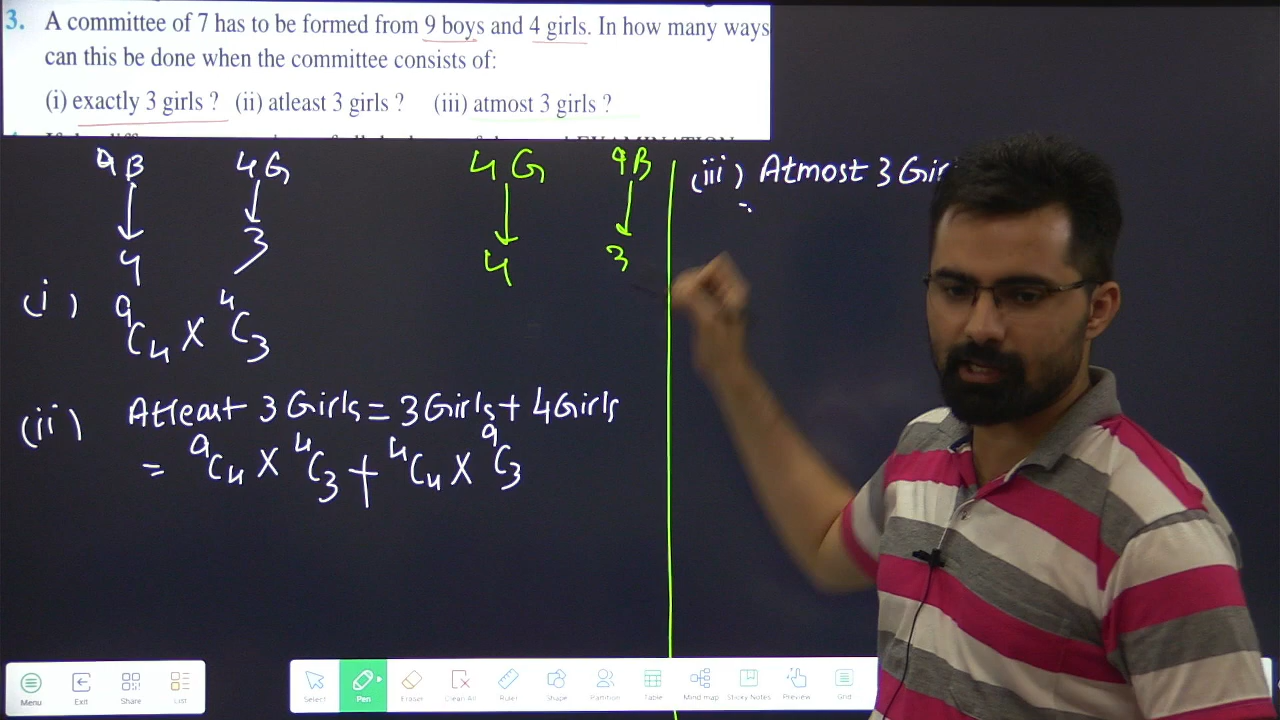 3. A committee of 7 has to be formed from 9 boys and 4 girls. In how many ways
can this be done when the committee consists of:
(i) exactly 3 girls ? (ii) atleast 3 girls ? (iii) atmost 3 girls ?
9B 4G
4 3
(i) ⁹C₄ × ⁴C₃
(ii) Atleast 3 Girls = 3 Girls + 4 Girls
= ⁹C₄ × ⁴C₃ + ⁴C₄ × ⁹C₃
4G 9B
4 3
(iii) Atmost 3 Gir
Menu Exit Share List
Select Pen Eraser Clean All Ruler Shape Partition Table Mind map Sticky Notes Preview Grid